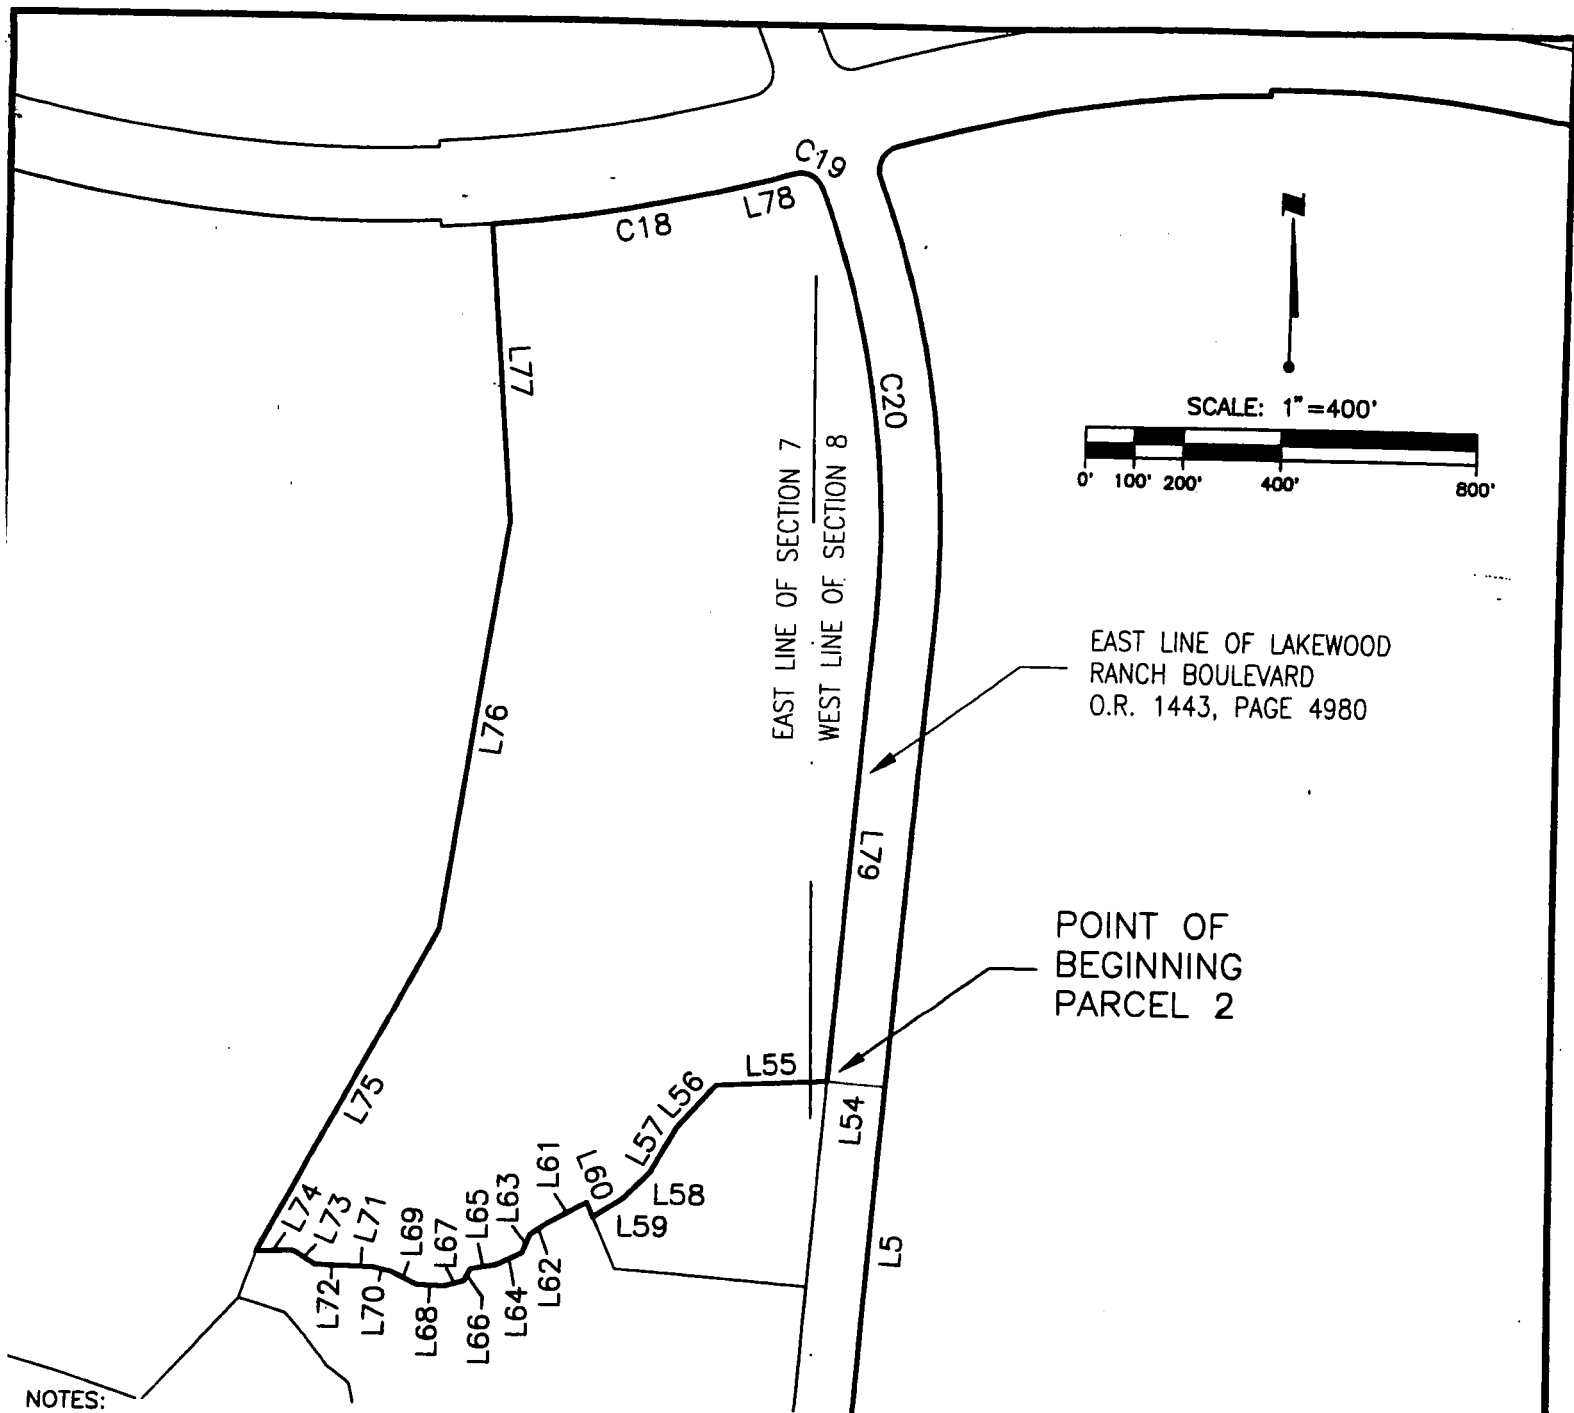 C19
L78
C18
N
L77
C20
SCALE: 1"=400'
0' 100' 200' 400' 800'
EAST LINE OF SECTION 7
WEST LINE OF SECTION 8
EAST LINE OF LAKEWOOD
RANCH BOULEVARD
O.R. 1443, PAGE 4980
L76
L79
POINT OF
BEGINNING
PARCEL 2
L55
L56
L75
L54
L57
L60
L61
L58
L59
L63
L65
L67
L69
L71
L73
L74
L5
L62
L64
L66
L68
L70
L72
NOTES: